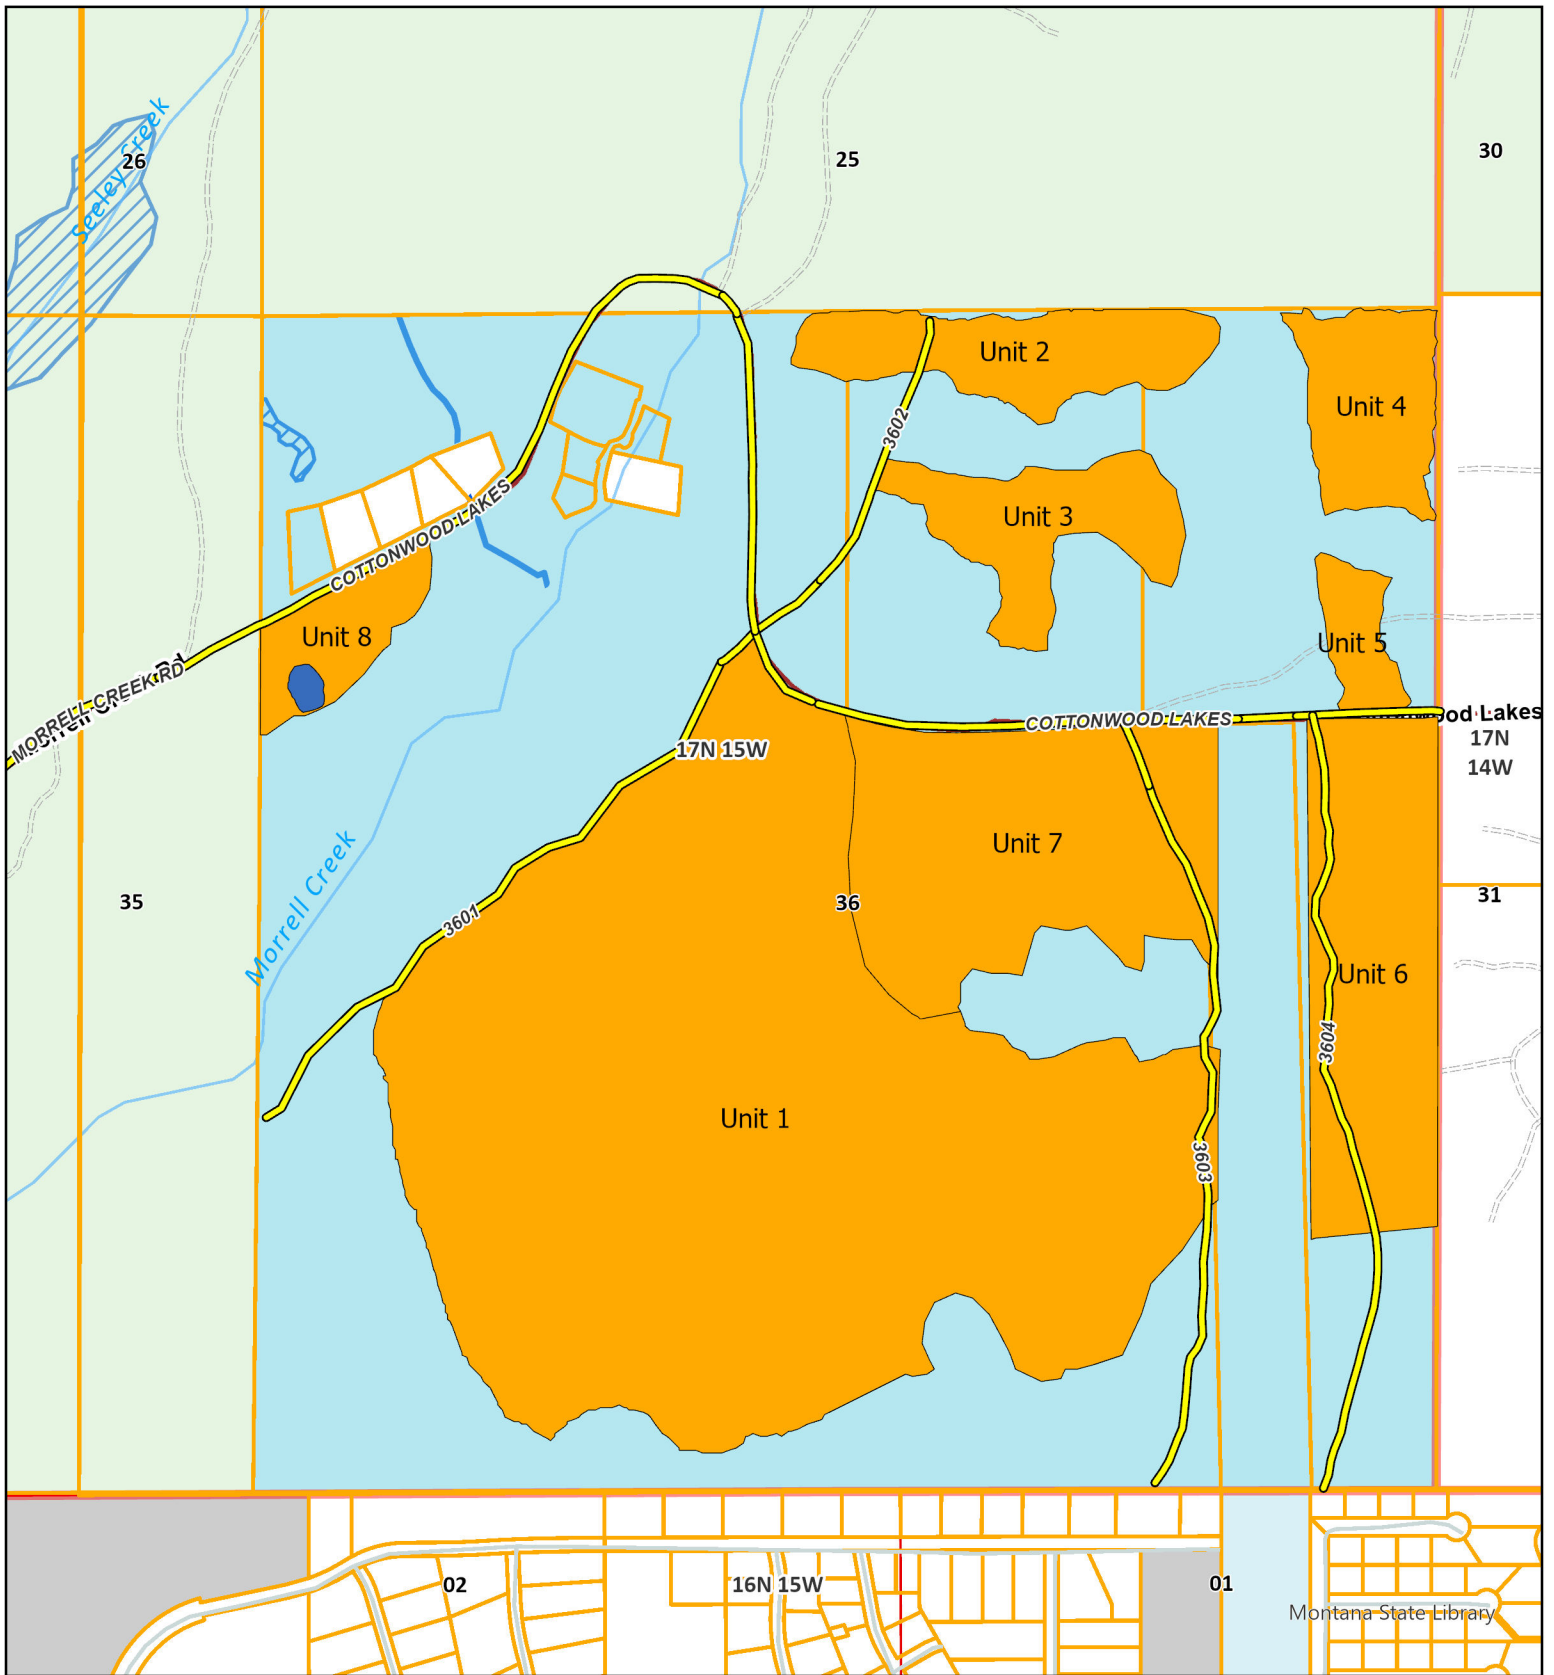 Seeley Creek
26
25
30
Unit 2
Unit 4
3602
Unit 3
COTTONWOOD LAKES
Unit 8
Unit 5
MORRELL CREEK RD
COTTONWOOD LAKES
ood Lakes
17N 15W
17N
14W
Unit 7
Morrell Creek
35
36
31
3601
Unit 6
3604
Unit 1
3603
02
16N 15W
01
Montana State Library